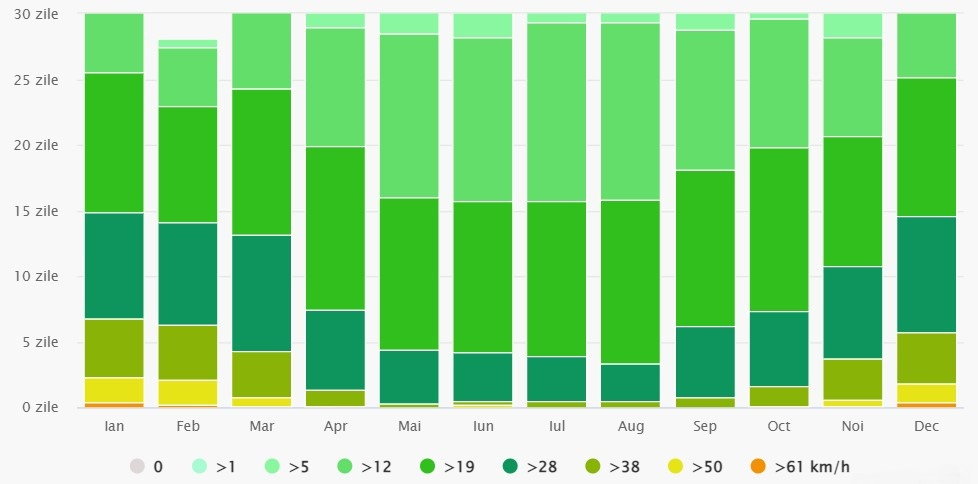 30 zile
25 zile
20 zile
15 zile
10 zile
5 zile
0 zile
Ian Feb Mar Apr Mai Iun Iul Aug Sep Oct Noi Dec
0 >1 >5 >12 >19 >28 >38 >50 >61 km/h